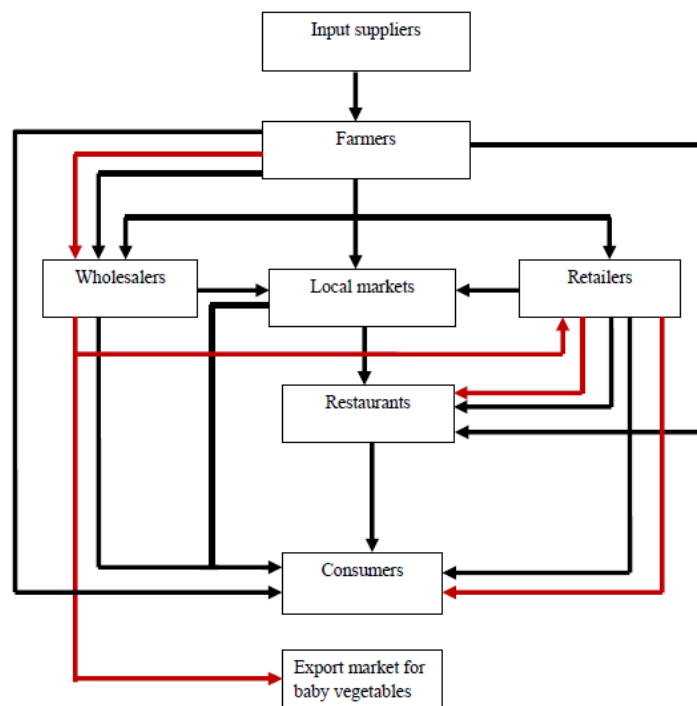 Input suppliers
Farmers
Wholesalers
Local markets
Retailers
Restaurants
Consumers
Export market for
baby vegetables